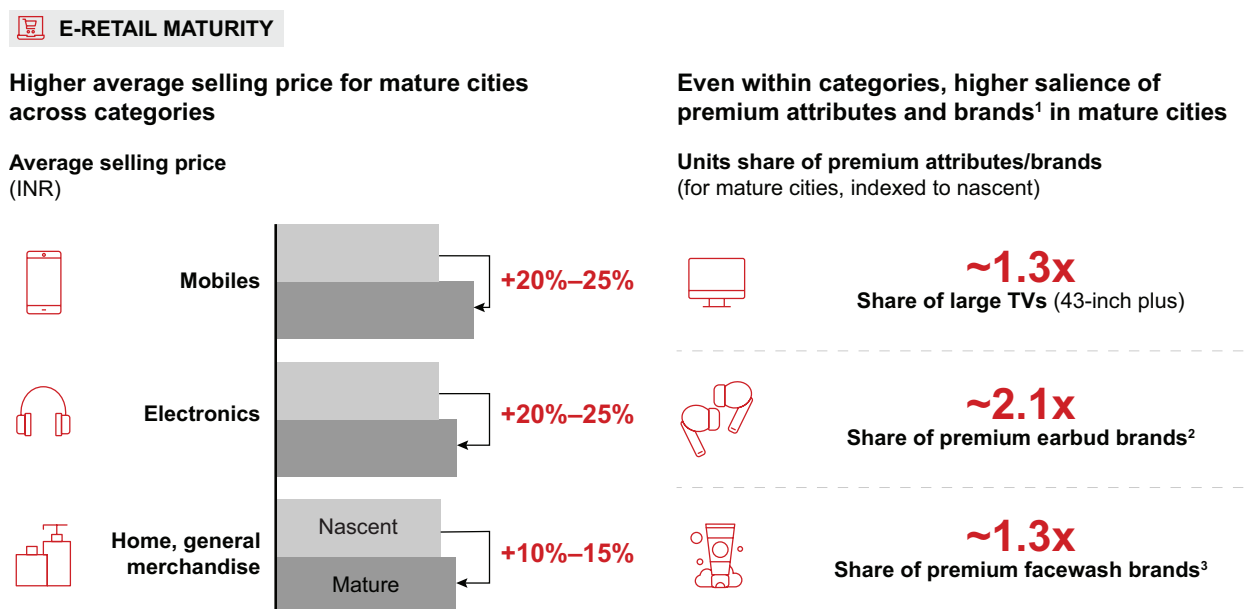 E-RETAIL MATURITY
Higher average selling price for mature cities
across categories
Average selling price
(INR)
Mobiles
+20%–25%
Electronics
+20%–25%
Home, general
merchandise
Nascent
Mature
+10%–15%
Even within categories, higher salience of
premium attributes and brands¹ in mature cities
Units share of premium attributes/brands
(for mature cities, indexed to nascent)
~1.3x
Share of large TVs (43-inch plus)
~2.1x
Share of premium earbud brands²
~1.3x
Share of premium facewash brands³